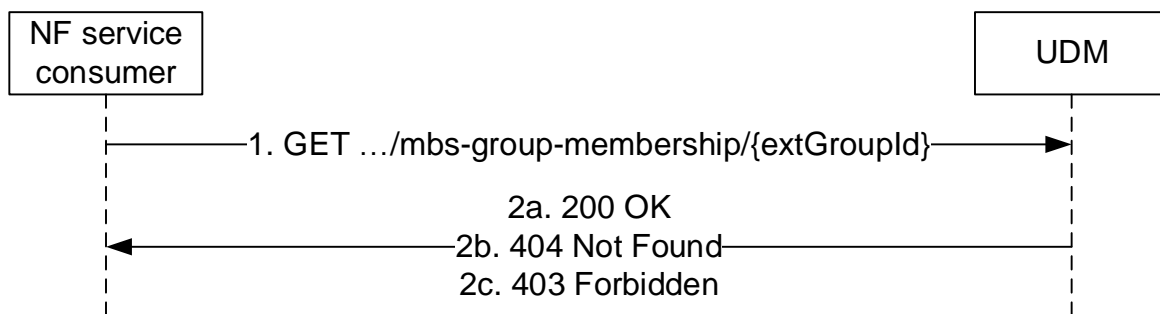 NF service
consumer
UDM
1. GET …/mbs-group-membership/{extGroupId}
2a. 200 OK
2b. 404 Not Found
2c. 403 Forbidden